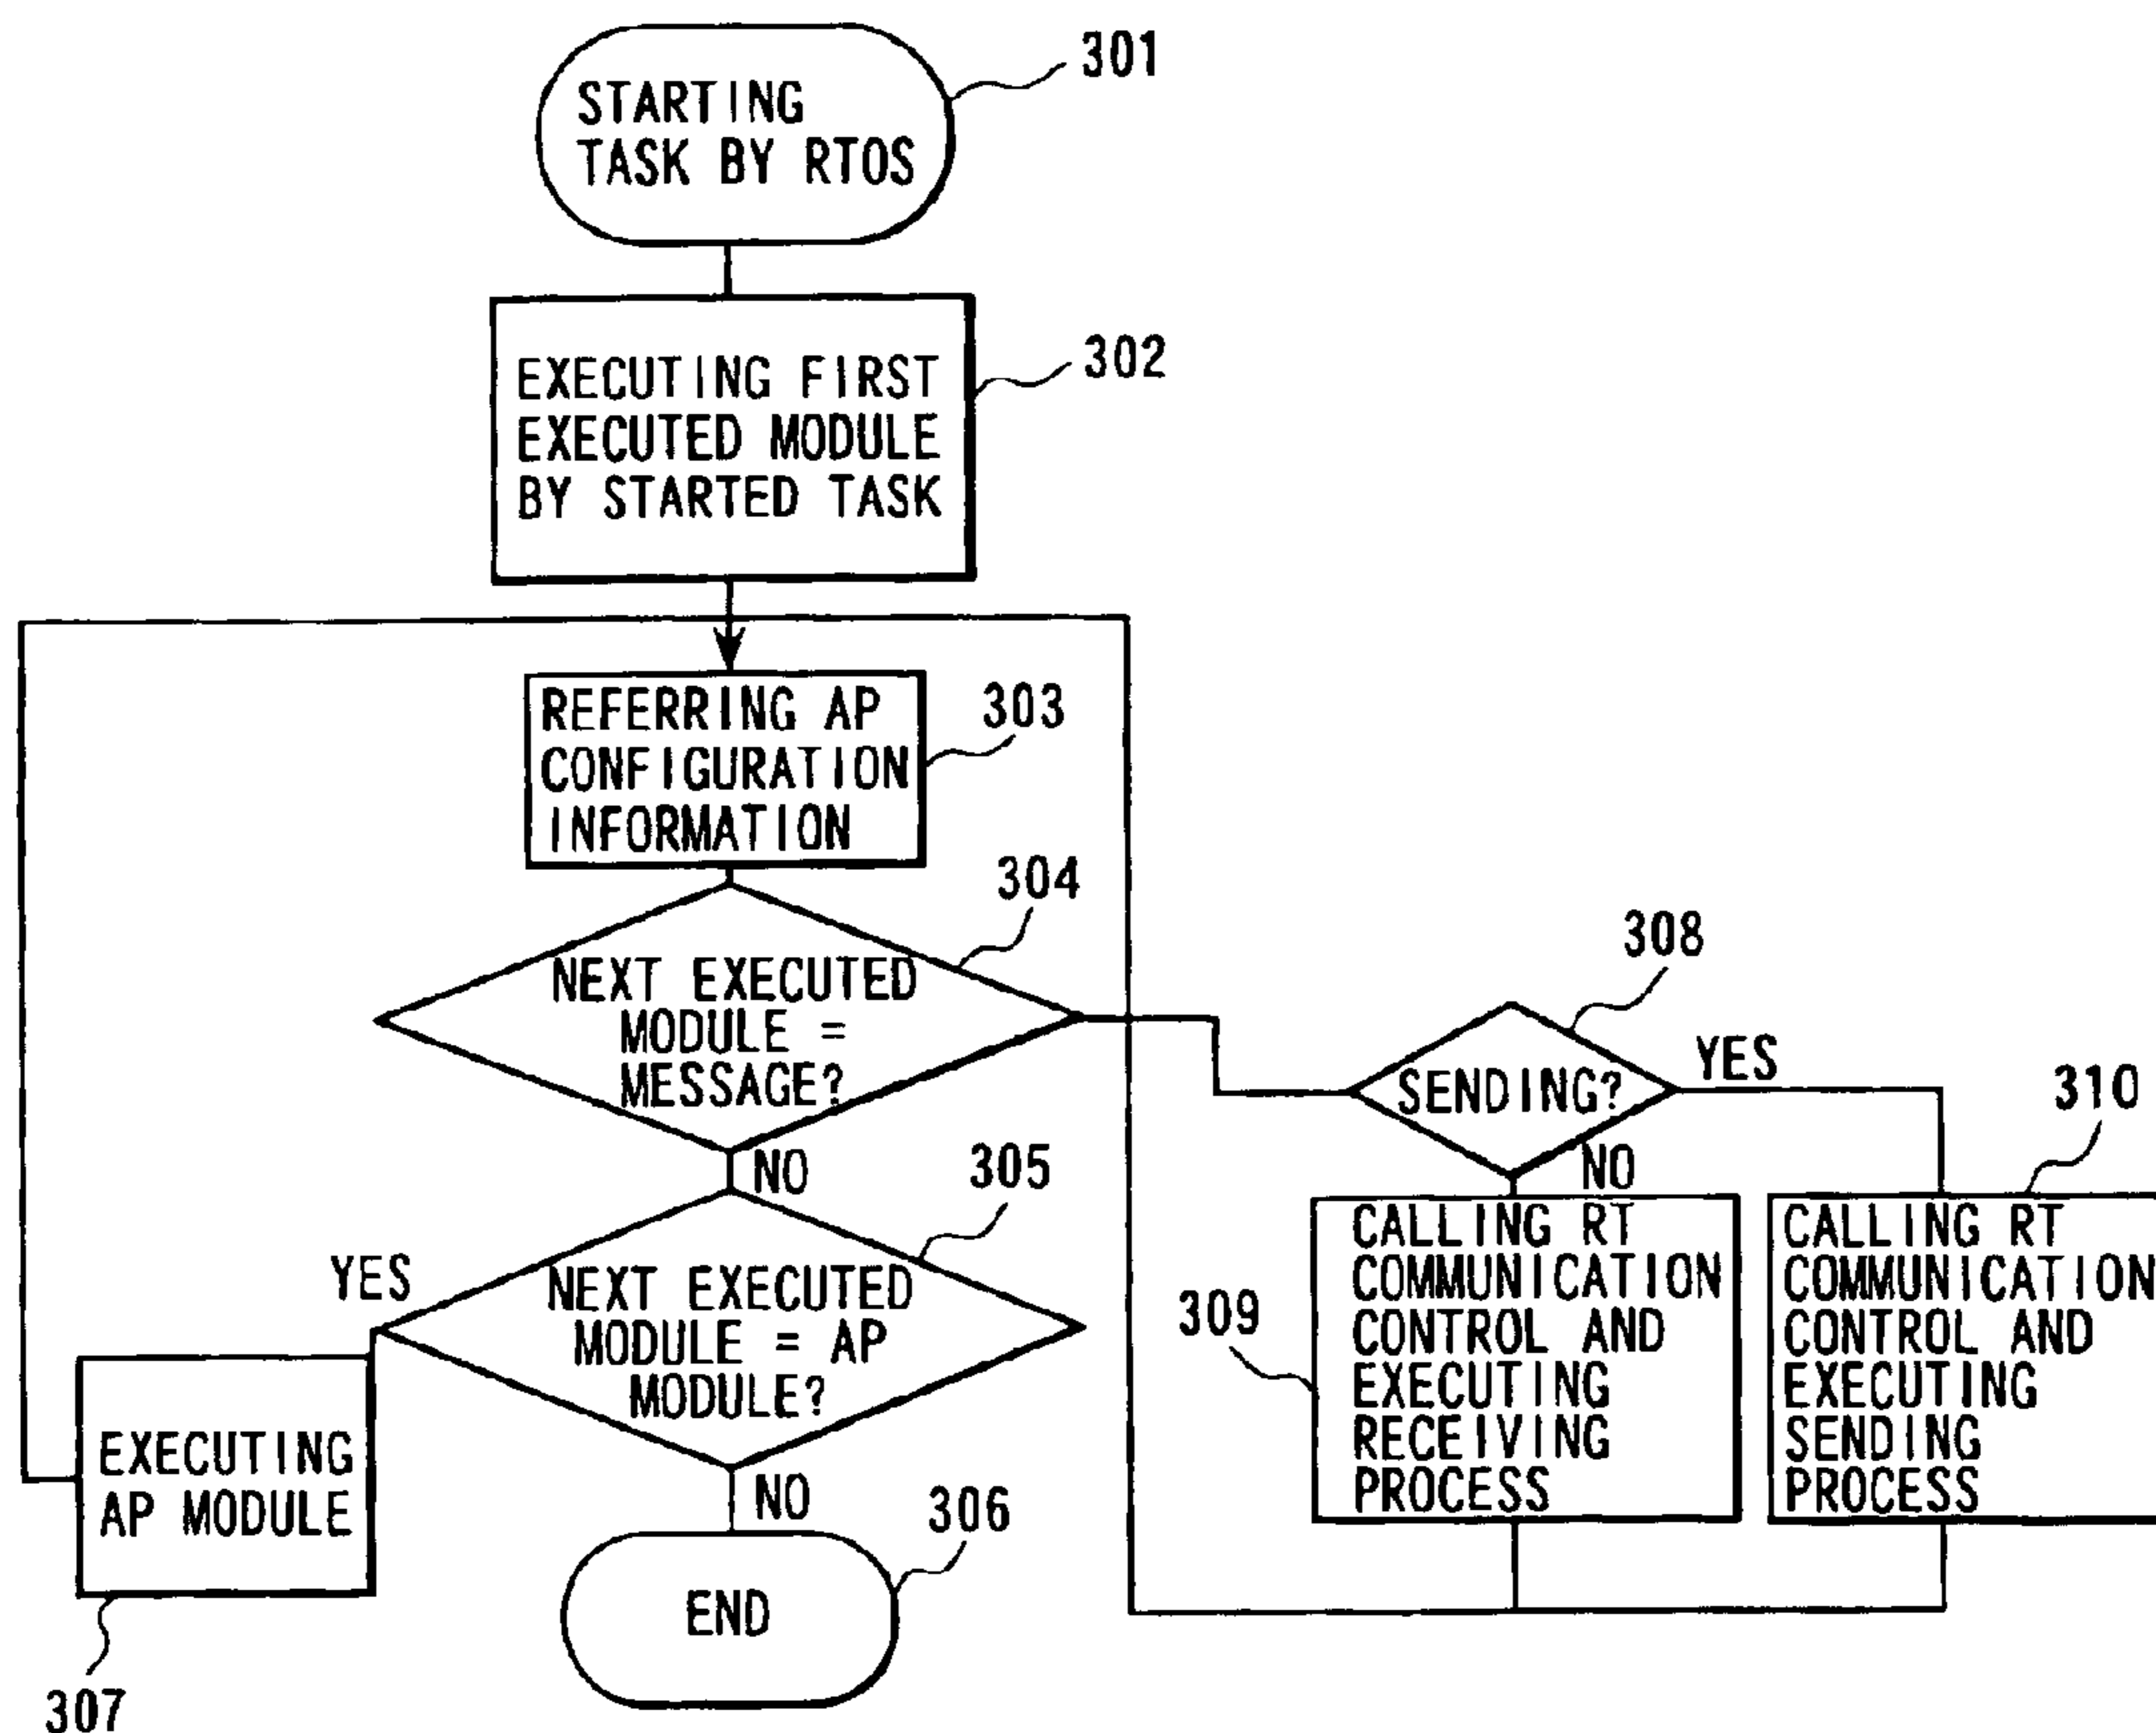 STARTING
TASK BY RTOS
301
EXECUTING FIRST
EXECUTED MODULE
BY STARTED TASK
302
REFERRING AP
CONFIGURATION
INFORMATION
303
304
NEXT EXECUTED
MODULE =
MESSAGE?
NO
305
YES
NEXT EXECUTED
MODULE = AP
MODULE?
NO
306
END
EXECUTING
AP MODULE
307
308
SENDING?
YES
NO
310
309
CALLING RT
COMMUNICATION
CONTROL AND
EXECUTING
RECEIVING
PROCESS
CALLING RT
COMMUNICATION
CONTROL AND
EXECUTING
SENDING
PROCESS